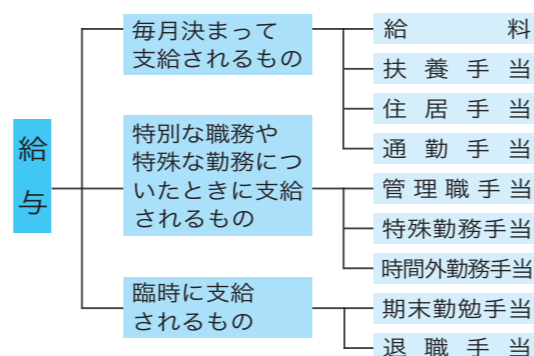 給与
毎月決まって
支給されるもの
給料
扶養手当
住居手当
通勤手当
特別な職務や
特殊な勤務につ
いたときに支給
されるもの
管理職手当
特殊勤務手当
時間外勤務手当
臨時に支給
されるもの
期末勤勉手当
退職手当